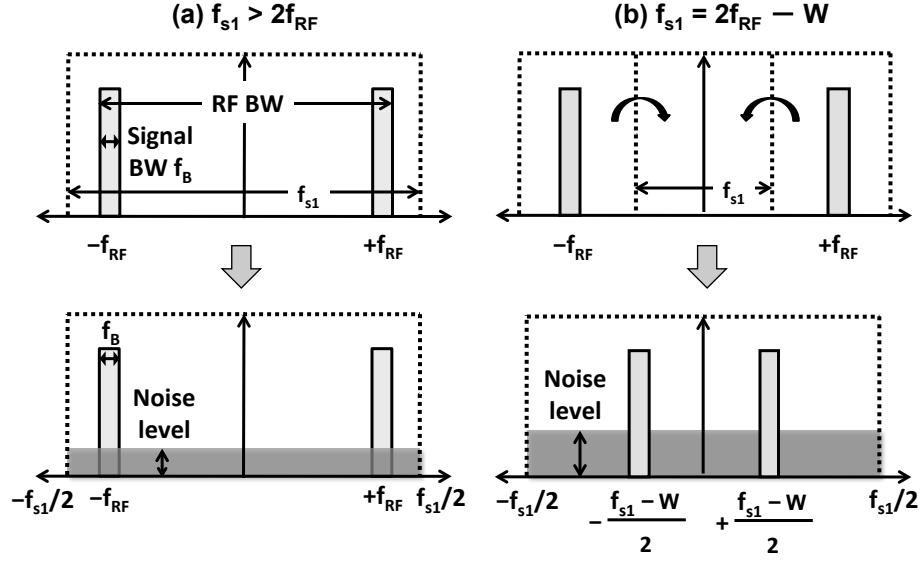 (a) fs1 > 2fRF
RF BW
Signal
BW fB
fs1
−fRF
+fRF
fB
Noise
level
−fs1/2
−fRF
+fRF
fs1/2
(b) fs1 = 2fRF − W
fs1
−fRF
+fRF
Noise
level
−fs1/2
fs1/2
− fs1 − W
2
+ fs1 − W
2